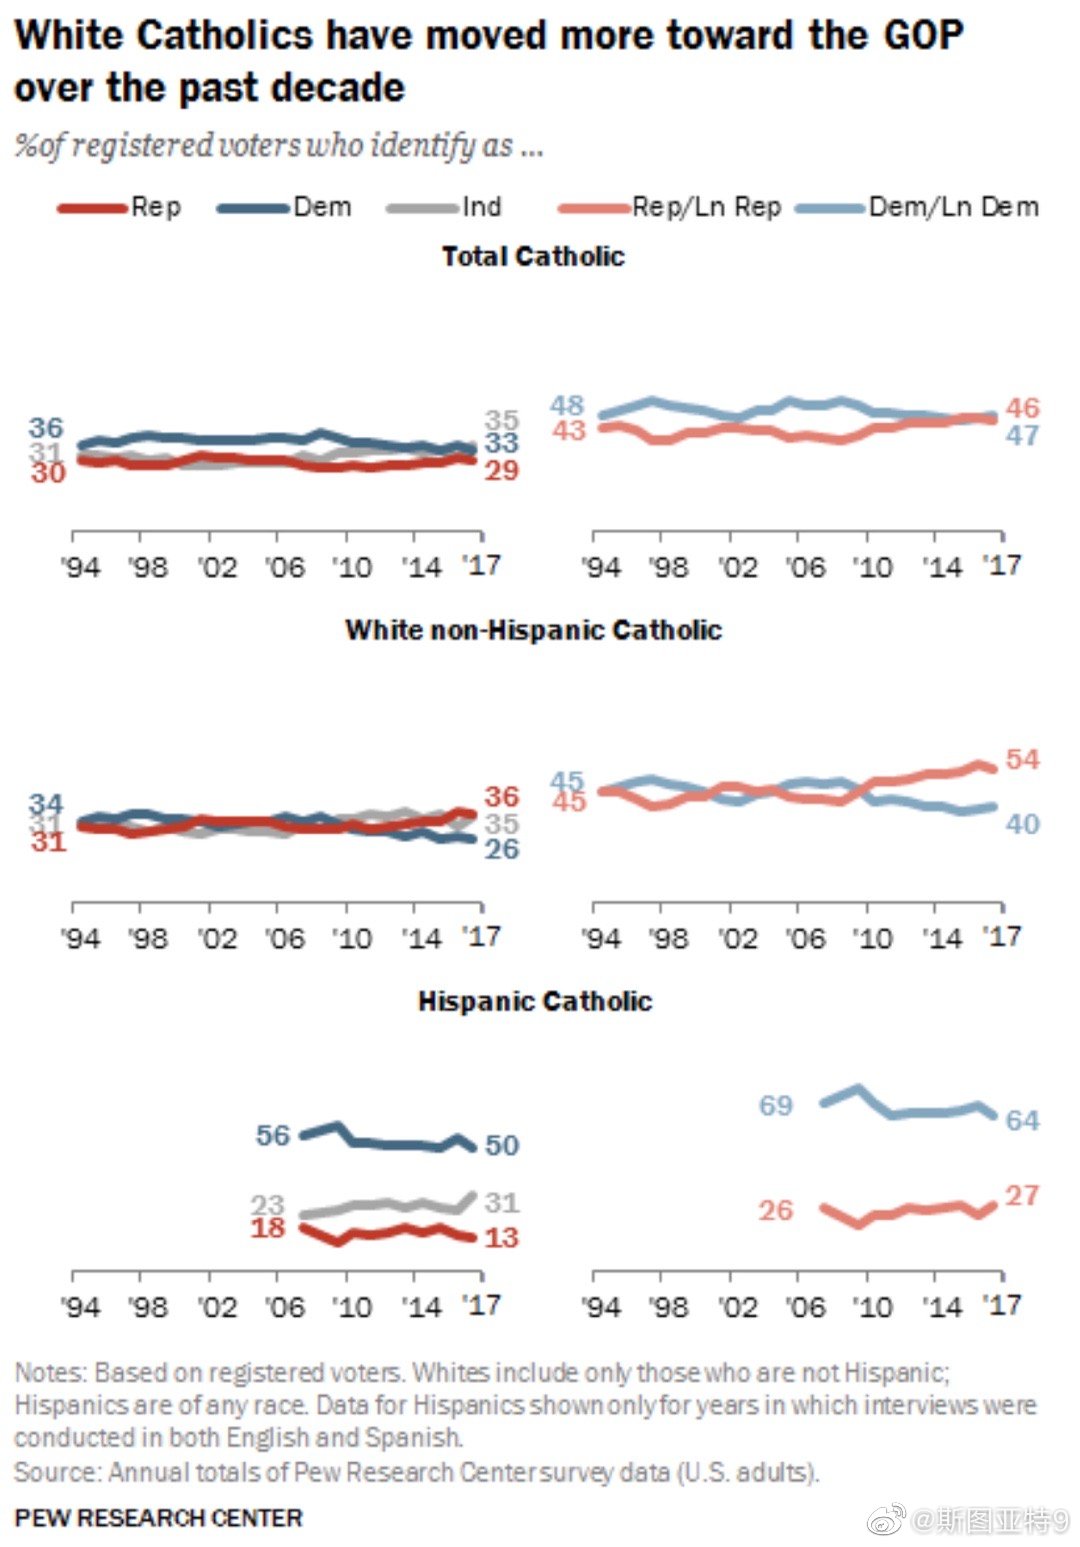 White Catholics have moved more toward the GOP
over the past decade
%of registered voters who identify as ...
Rep Dem Ind Rep/Ln Rep Dem/Ln Dem
Total Catholic
36 31 30 35 33 29
48 43 46 47
'94 '98 '02 '06 '10 '14 '17 '94 '98 '02 '06 '10 '14 '17
White non-Hispanic Catholic
34 31 31 36 35 26
45 45 54 40
'94 '98 '02 '06 '10 '14 '17 '94 '98 '02 '06 '10 '14 '17
Hispanic Catholic
56 23 18 50 31 13
69 26 64 27
'94 '98 '02 '06 '10 '14 '17 '94 '98 '02 '06 '10 '14 '17
Notes: Based on registered voters. Whites include only those who are not Hispanic;
Hispanics are of any race. Data for Hispanics shown only for years in which interviews were
conducted in both English and Spanish.
Source: Annual totals of Pew Research Center survey data (U.S. adults).
PEW RESEARCH CENTER
@斯图亚特9